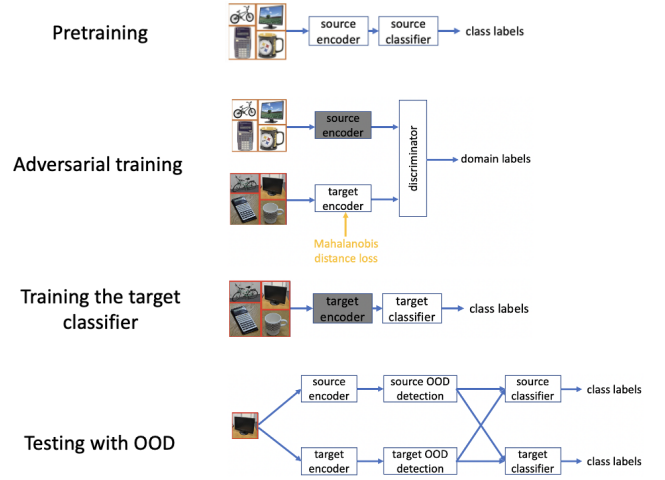 Pretraining
source
encoder
source
classifier
class labels
Adversarial training
source
encoder
target
encoder
discriminator
domain labels
Mahalanobis
distance loss
Training the target
classifier
target
encoder
target
classifier
class labels
Testing with OOD
source
encoder
source OOD
detection
source
classifier
class labels
target
encoder
target OOD
detection
target
classifier
class labels